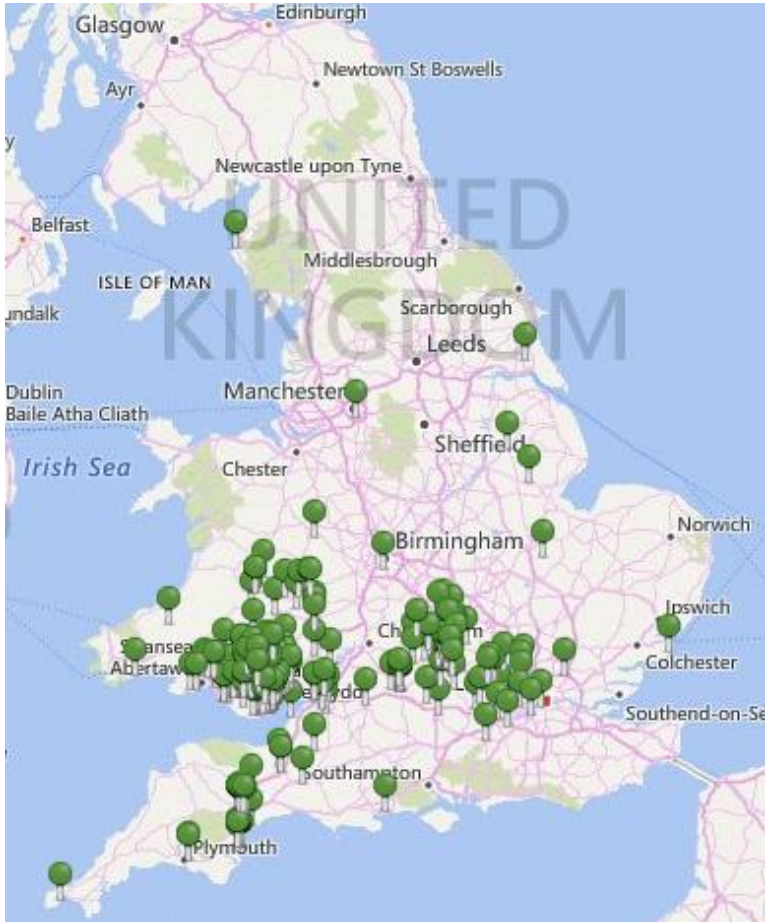 Edinburgh
Glasgow
Newtown St Boswells
Ayr
Newcastle upon Tyne
UNITED
Belfast
Middlesbrough
ISLE OF MAN
Scarborough
KINGDOM
undalk
Leeds
Dublin
Manchester
Baile Atha Cliath
Sheffield
Irish Sea
Chester
Norwich
Birmingham
Ipswich
Swansea
Abertaw
Colchester
Southend-on-Se
Southampton
Plymouth